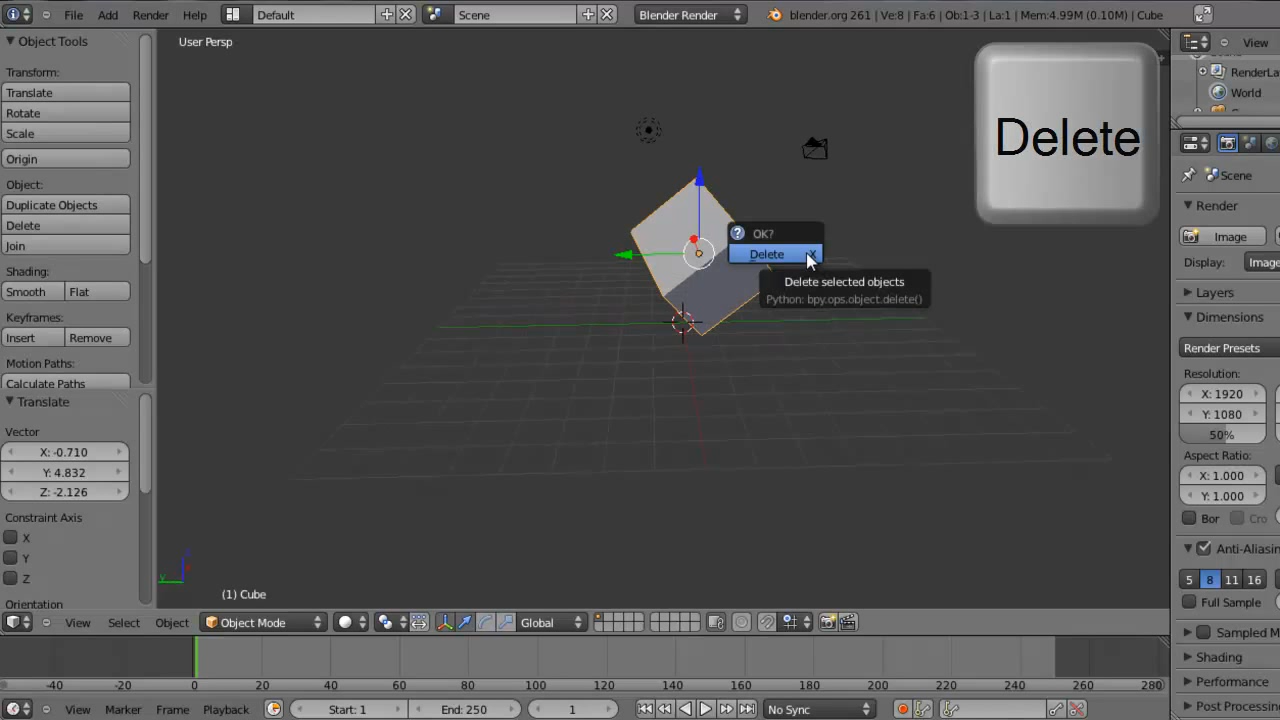 File Add Render Help Default Scene Blender Render blender.org 261 | Ve:8 | Fa:6 | Ob:1-3 | La:1 | Mem:4.99M (0.10M) | Cube
Object Tools
Transform:
Translate
Rotate
Scale
Origin
Object:
Duplicate Objects
Delete
Join
Shading:
Smooth Flat
Keyframes:
Insert Remove
Motion Paths:
Calculate Paths
Translate
Vector
X: -0.710
Y: 4.832
Z: -2.126
Constraint Axis
X
Y
Z
Orientation
User Persp
Delete
OK?
Delete X
Delete selected objects
Python: bpy.ops.object.delete()
(1) Cube
View
RenderLa
World
Scene
Render
Image
Display: Image
Layers
Dimensions
Render Presets
Resolution:
X: 1920
Y: 1080
50%
Aspect Ratio:
X: 1.000
Y: 1.000
Bor Cro
Anti-Aliasing
5 8 11 16
Full Sample
Sampled M
Shading
Performance
Post Processing
View Select Object Object Mode Global
-40 -20 0 20 40 60 80 100 120 140 160 180 200 220 240 260 280
View Marker Frame Playback Start: 1 End: 250 1 No Sync